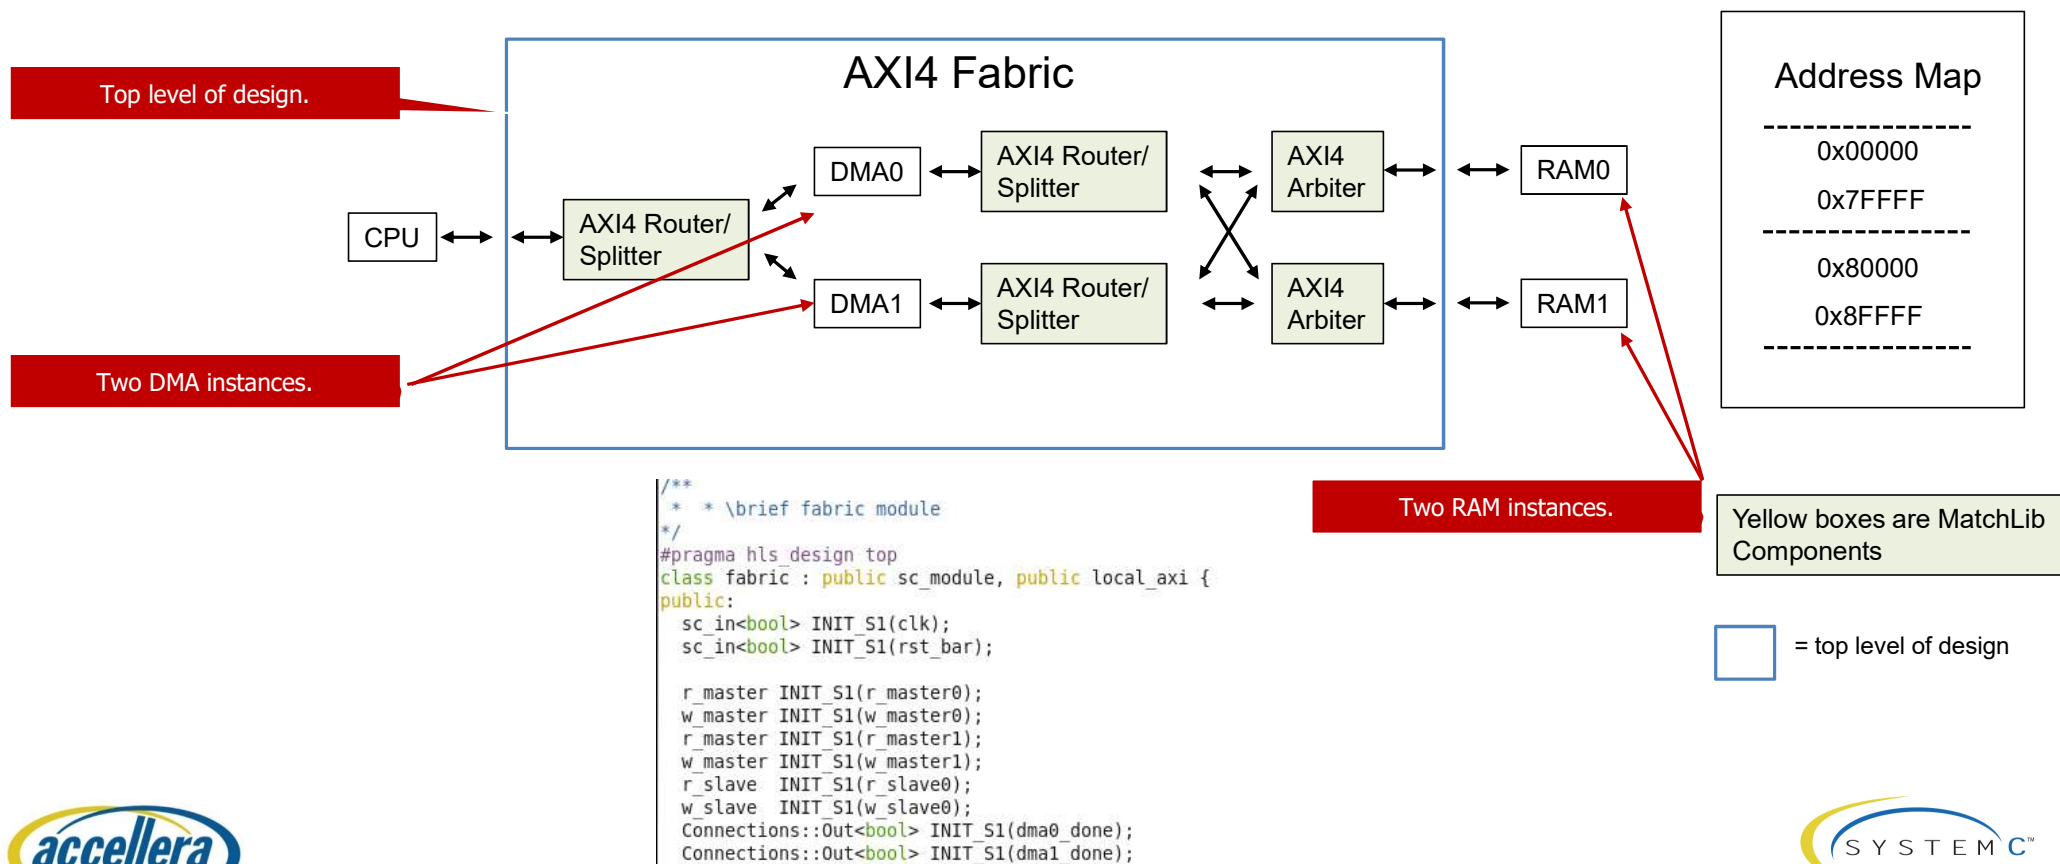 AXI4 Fabric
Address Map
Top level of design.
0x00000
0x7FFFF
0x80000
0x8FFFF
CPU
AXI4 Router/
Splitter
DMA0
AXI4 Router/
Splitter
AXI4
Arbiter
RAM0
DMA1
AXI4 Router/
Splitter
AXI4
Arbiter
RAM1
Two DMA instances.
Two RAM instances.
Yellow boxes are MatchLib
Components
= top level of design
/**
 *  * \brief fabric module
*/
#pragma hls_design top
class fabric : public sc_module, public local_axi {
public:
  sc_in<bool> INIT_S1(clk);
  sc_in<bool> INIT_S1(rst_bar);
  r_master INIT_S1(r_master0);
  w_master INIT_S1(w_master0);
  r_master INIT_S1(r_master1);
  w_master INIT_S1(w_master1);
  r_slave  INIT_S1(r_slave0);
  w_slave  INIT_S1(w_slave0);
  Connections::Out<bool> INIT_S1(dma0_done);
  Connections::Out<bool> INIT_S1(dma1_done);
accellera
SYSTEM C™